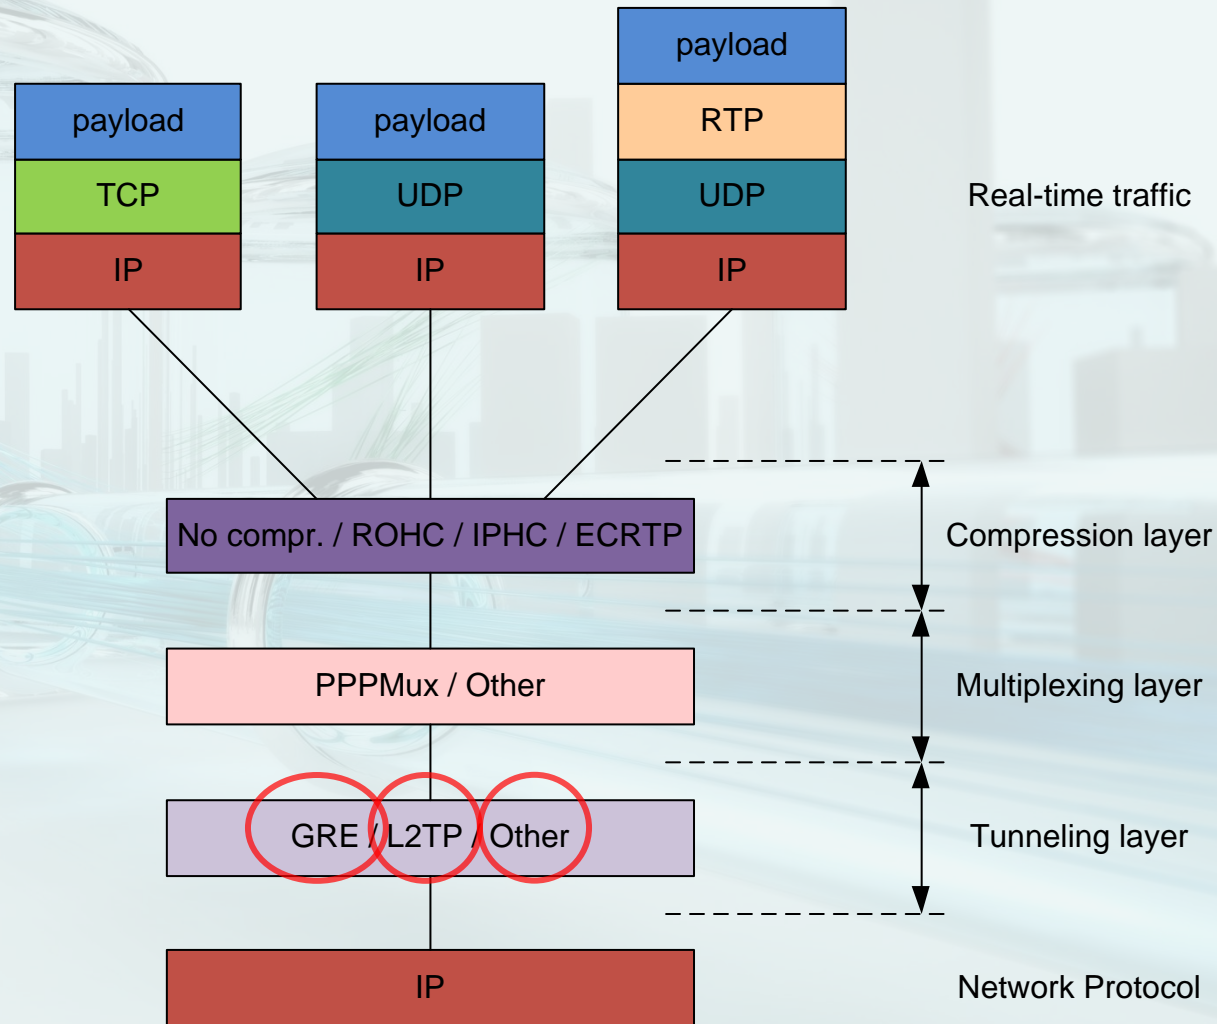 payload
RTP
UDP
IP
payload
TCP
IP
payload
UDP
IP
Real-time traffic
No compr. / ROHC / IPHC / ECRTP
Compression layer
PPPMux / Other
Multiplexing layer
GRE / L2TP / Other
Tunneling layer
IP
Network Protocol